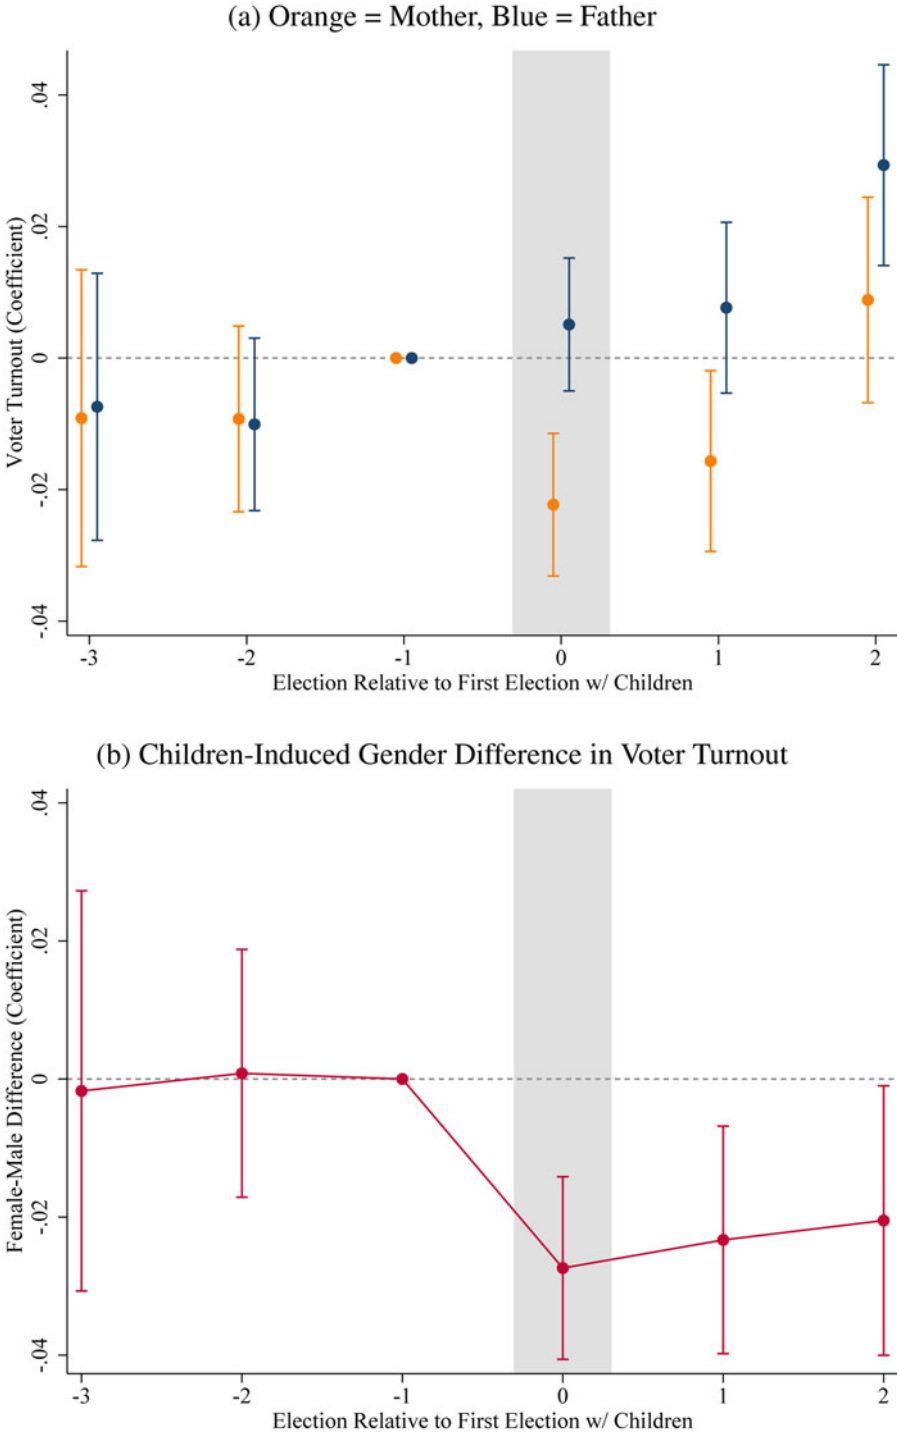 (a) Orange = Mother, Blue = Father
Voter Turnout (Coefficient)
.04
.02
0
-.02
-.04
-3 -2 -1 0 1 2
Election Relative to First Election w/ Children
(b) Children-Induced Gender Difference in Voter Turnout
Female-Male Difference (Coefficient)
.04
.02
0
-.02
-.04
-3 -2 -1 0 1 2
Election Relative to First Election w/ Children